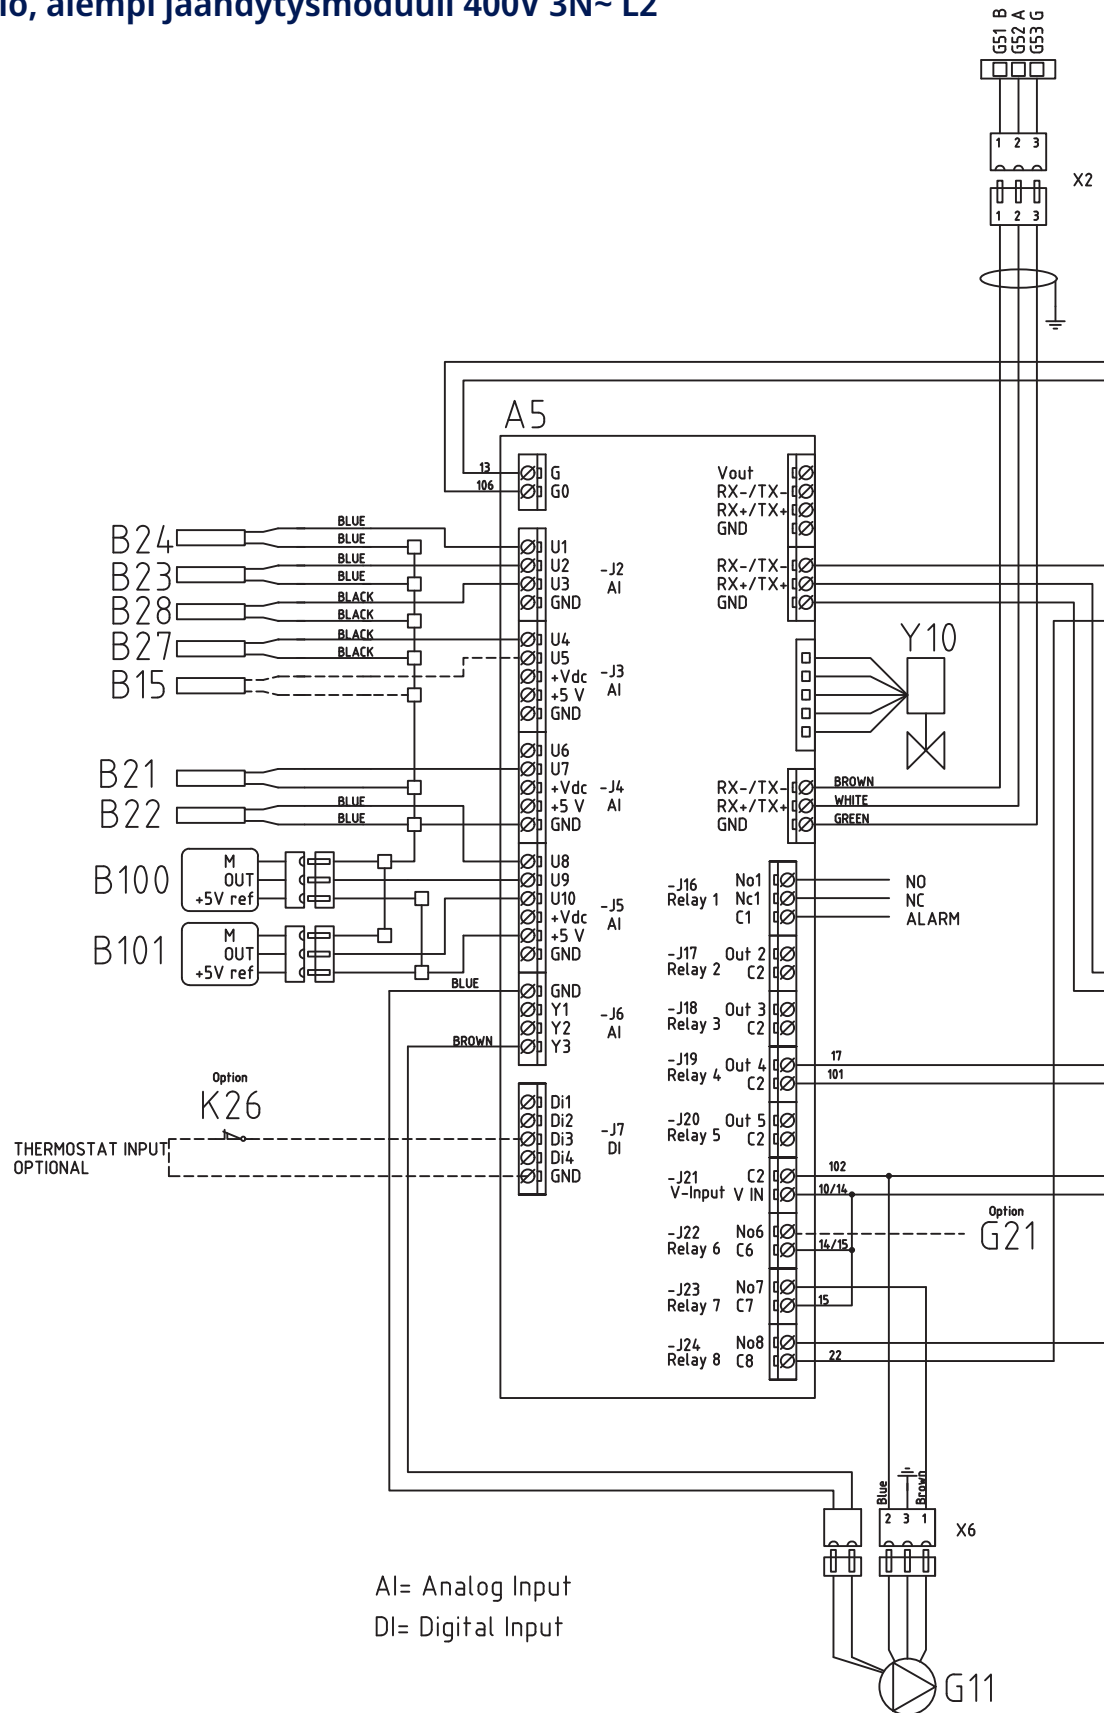 alempi jäähdytysmoduuli 400V 3N~ L2
G51 B
G52 A
G53 G
1 2 3
X2
1 2 3
A5
13 G
106 G0
Vout
RX-/TX-
RX+/TX+
GND
B24
BLUE
BLUE
B23
BLUE
BLUE
B28
BLACK
BLACK
B27
BLACK
BLACK
B15
U1
U2
U3
GND
-J2
AI
RX-/TX-
RX+/TX+
GND
U4
U5
+Vdc
+5 V
GND
-J3
AI
Y10
B21
B22
BLUE
BLUE
U6
U7
+Vdc
+5 V
GND
-J4
AI
RX-/TX- BROWN
RX+/TX+ WHITE
GND GREEN
B100
M
OUT
+5V ref
B101
M
OUT
+5V ref
U8
U9
U10
+Vdc
+5 V
GND
-J5
AI
-J16
Relay 1
No1 NO
Nc1 NC
C1 ALARM
-J17
Relay 2
Out 2
C2
BLUE GND
Y1
Y2
BROWN Y3
-J6
AI
-J18
Relay 3
Out 3
C2
-J19
Relay 4
Out 4 17
C2 101
Option
K26
THERMOSTAT INPUT
OPTIONAL
Di1
Di2
Di3
Di4
GND
-J7
DI
-J20
Relay 5
Out 5
C2
-J21
V-Input
C2 102
V IN 10/14
-J22
Relay 6
No6
C6 14/15
Option
G21
-J23
Relay 7
No7
C7 15
-J24
Relay 8
No8
C8 22
Blue
Brown
2 3 1
X6
AI= Analog Input
DI= Digital Input
G11